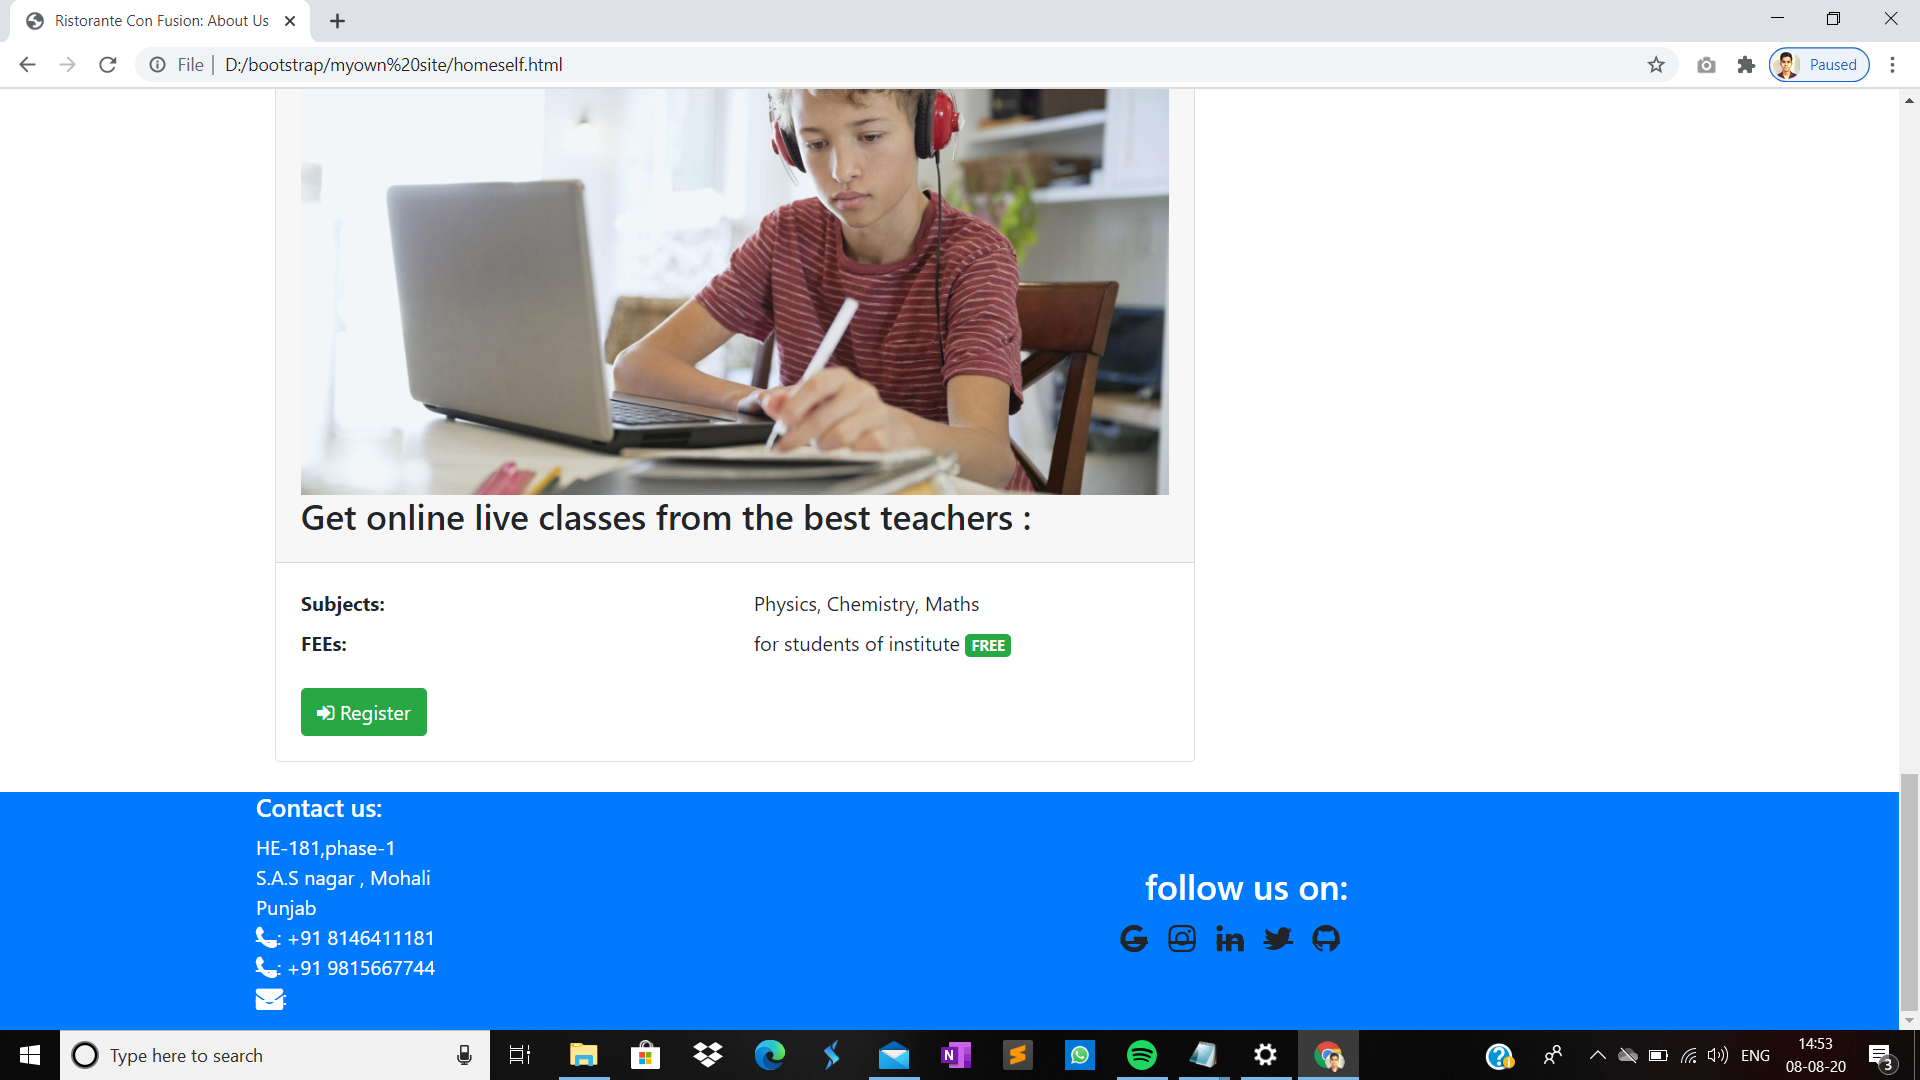 Ristorante Con Fusion: About Us
File | D:/bootstrap/myown%20site/homeself.html
Paused
Get online live classes from the best teachers :
Subjects: Physics, Chemistry, Maths
FEEs: for students of institute FREE
Register
Contact us:
HE-181,phase-1
S.A.S nagar , Mohali
Punjab
: +91 8146411181
: +91 9815667744
:
follow us on:
Type here to search
ENG
14:53
08-08-20
3